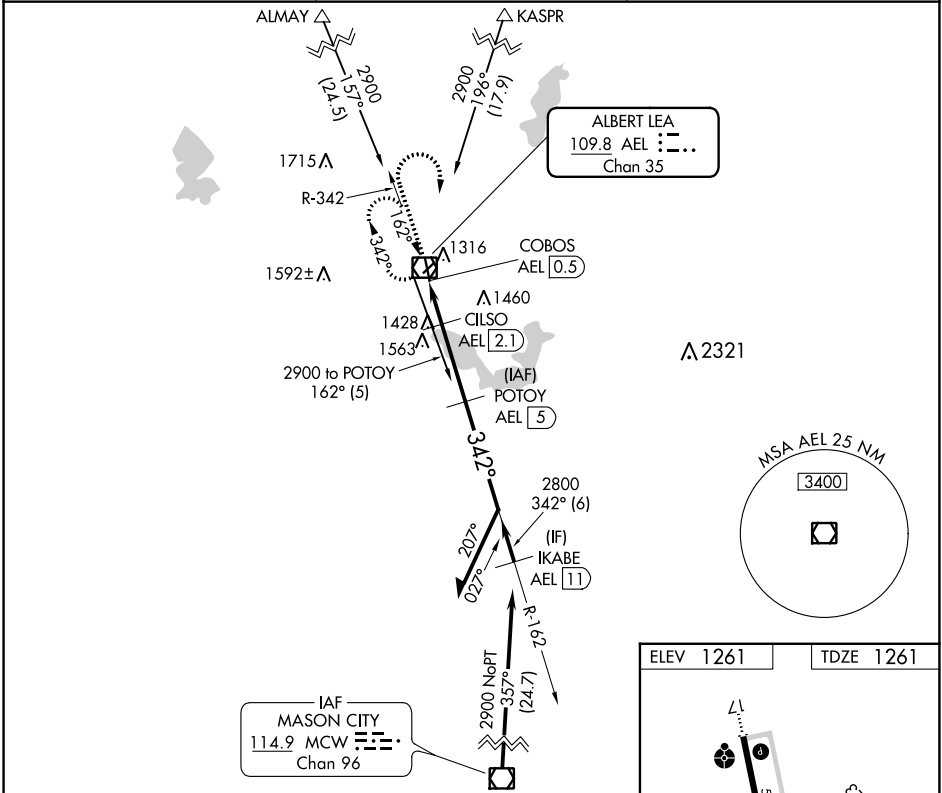 ALMAY
KASPR
2900
157°
(24.5)
2900
196°
(17.9)
ALBERT LEA
109.8 AEL
Chan 35
1715
R-342
162°
342°
1316
COBOS
AEL 0.5
1592±
1460
1428
CILSO
AEL 2.1
1563
2321
2900 to POTOY
162° (5)
(IAF)
POTOY
AEL 5
342°
MSA AEL 25 NM
3400
2800
342° (6)
207°
027°
(IF)
IKABE
AEL 11
R-162
2900 NoPT
357°
(24.7)
IAF
MASON CITY
114.9 MCW
Chan 96
ELEV 1261
TDZE 1261
17
P